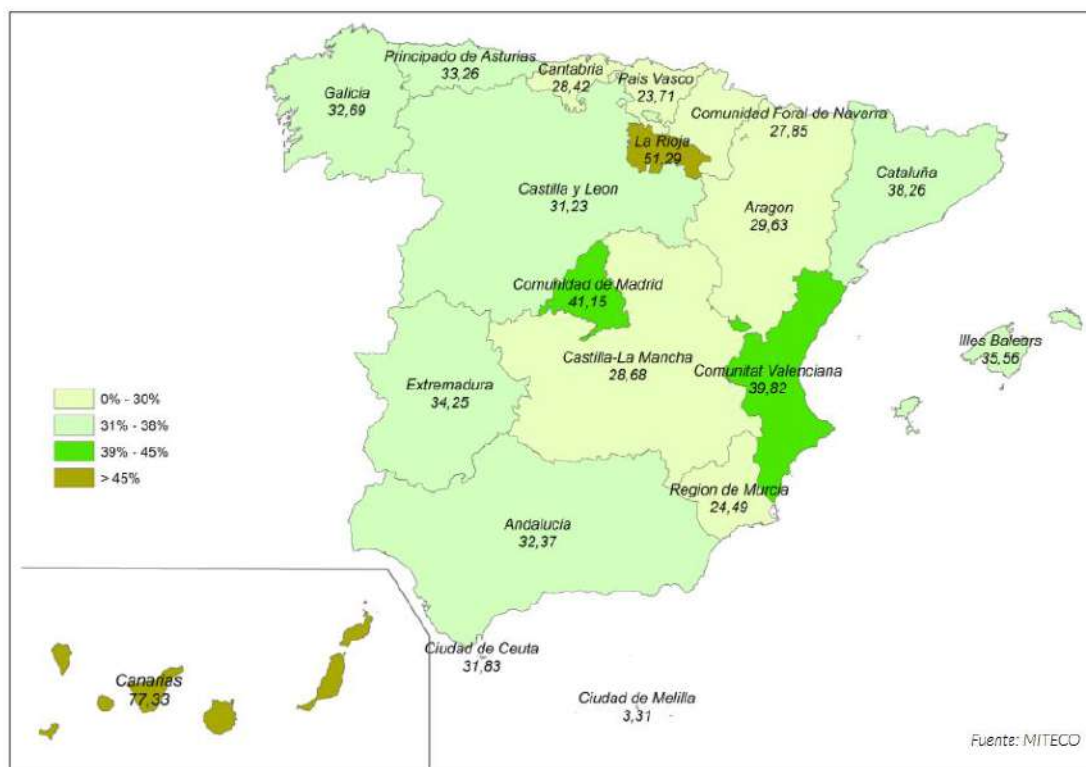 Principado de Asturias
33,26
Cantabria
28,42
País Vasco
23,71
Galicia
32,69
Comunidad Foral de Navarra
27,85
La Rioja
51,29
Cataluña
38,26
Castilla y Leon
31,23
Aragon
29,63
Comunidad de Madrid
41,15
Illes Balears
35,56
Castilla-La Mancha
28,68
Comunitat Valenciana
39,82
Extremadura
34,25
0% - 30%
31% - 38%
39% - 45%
> 45%
Region de Murcia
24,49
Andalucía
32,37
Ciudad de Ceuta
31,83
Canarias
77,33
Ciudad de Melilla
3,31
Fuente: MITECO